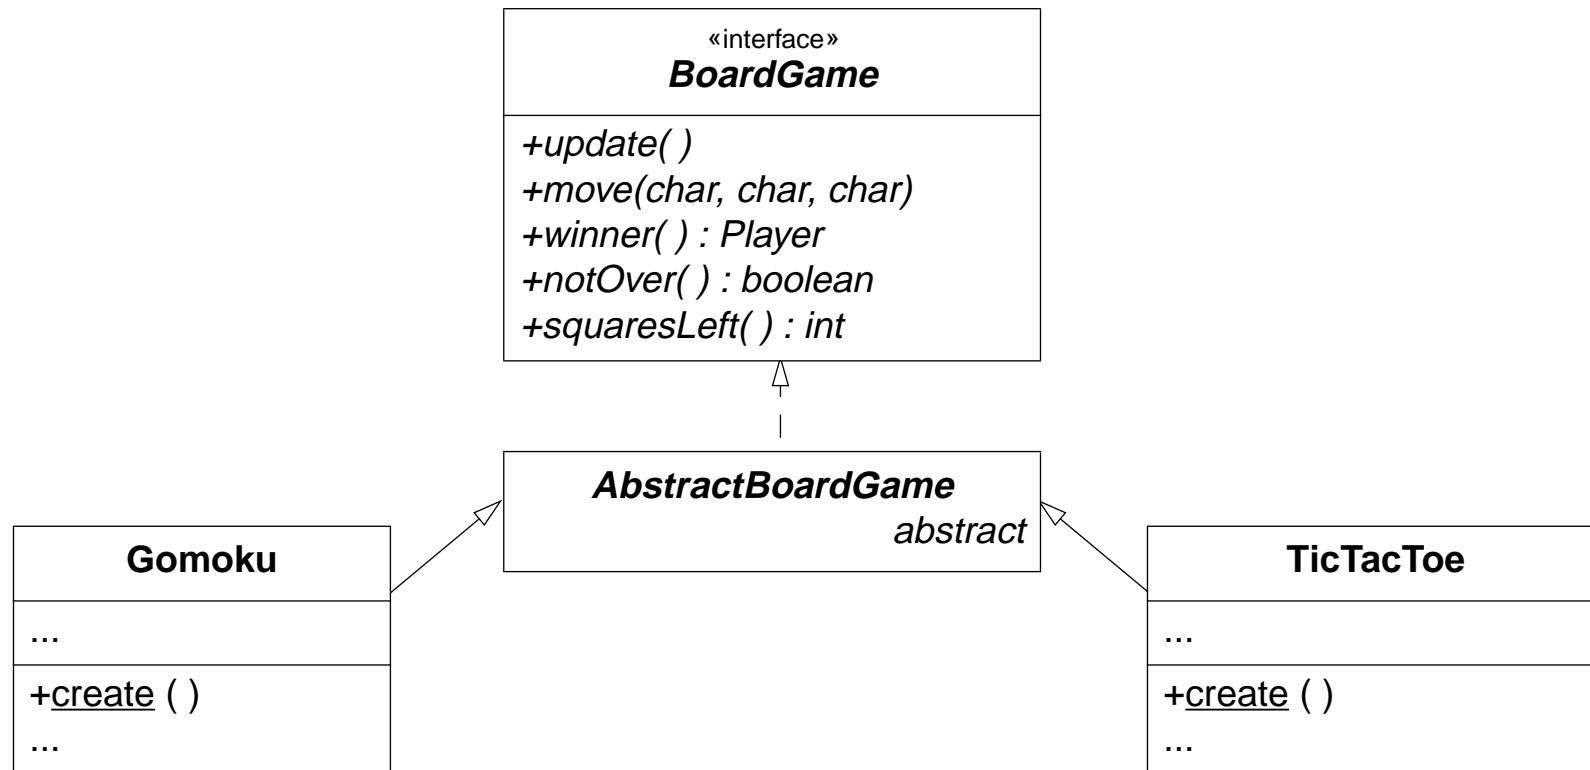 «interface»
BoardGame
+update( )
+move(char, char, char)
+winner( ) : Player
+notOver( ) : boolean
+squaresLeft( ) : int
AbstractBoardGame
abstract
Gomoku
...
+create ( )
...
TicTacToe
...
+create ( )
...